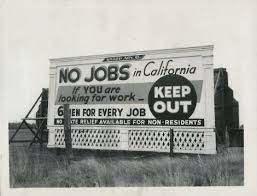 NO JOBS in California
If YOU are
looking for work —
KEEP
OUT
6 MEN FOR EVERY JOB
NO STATE RELIEF AVAILABLE FOR NON-RESIDENTS